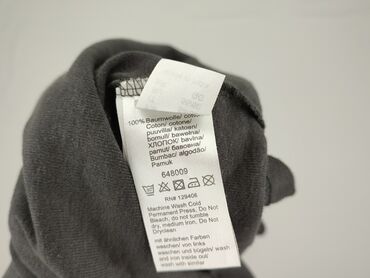 100% Baumwolle/
Coton/ cotone/
puuvilla/ katoen/
bomuld/ bawełna/
ХЛОПОК/ bavlna/
pamut/ бавовна/
Bumbac/ algodão/
Pamuk
648009
RN# 129406
Machine Wash Cold
Permanent Press. Do Not
Bleach, do not tumble
dry, medium iron. Do Not
Dryclean
mit ähnlichen Farben
waschen/von links
waschen und bügeln/wash
and iron inside out
wash with similar